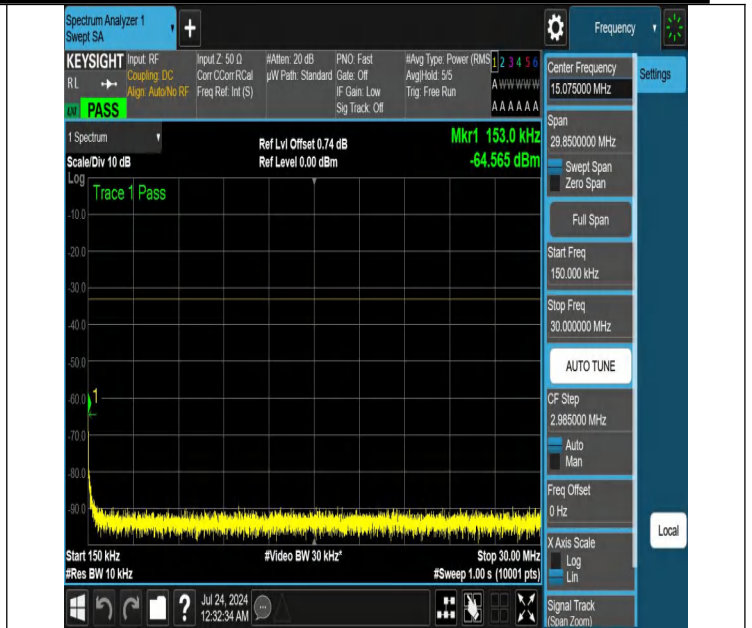 Spectrum Analyzer 1
Swept SA
+
Frequency
KEYSIGHT
Input: RF
Coupling: DC
Align: Auto/No RF
Input Z: 50 Ω
Corr CCorr RCal
Freq Ref: Int (S)
#Atten: 20 dB
µW Path: Standard
PNO: Fast
Gate: Off
IF Gain: Low
Sig Track: Off
#Avg Type: Power (RMS
Avg|Hold: 5/5
Trig: Free Run
1 2 3 4 5 6
A W W W W W
A A A A A A
R L
PASS
1 Spectrum
Scale/Div 10 dB
Ref Lvl Offset 0.74 dB
Ref Level 0.00 dBm
Mkr1 153.0 kHz
-64.565 dBm
Log
Trace 1 Pass
-10.0
-20.0
-30.0
-40.0
-50.0
-60.0
1
-70.0
-80.0
-90.0
Start 150 kHz
#Res BW 10 kHz
#Video BW 30 kHz*
Stop 30.00 MHz
#Sweep 1.00 s (10001 pts)
?
Jul 24, 2024
12:32:34 AM
Center Frequency
15.075000 MHz
Settings
Span
29.8500000 MHz
Swept Span
Zero Span
Full Span
Start Freq
150.000 kHz
Stop Freq
30.000000 MHz
AUTO TUNE
CF Step
2.985000 MHz
Auto
Man
Freq Offset
0 Hz
Local
X Axis Scale
Log
Lin
Signal Track
(Span Zoom)